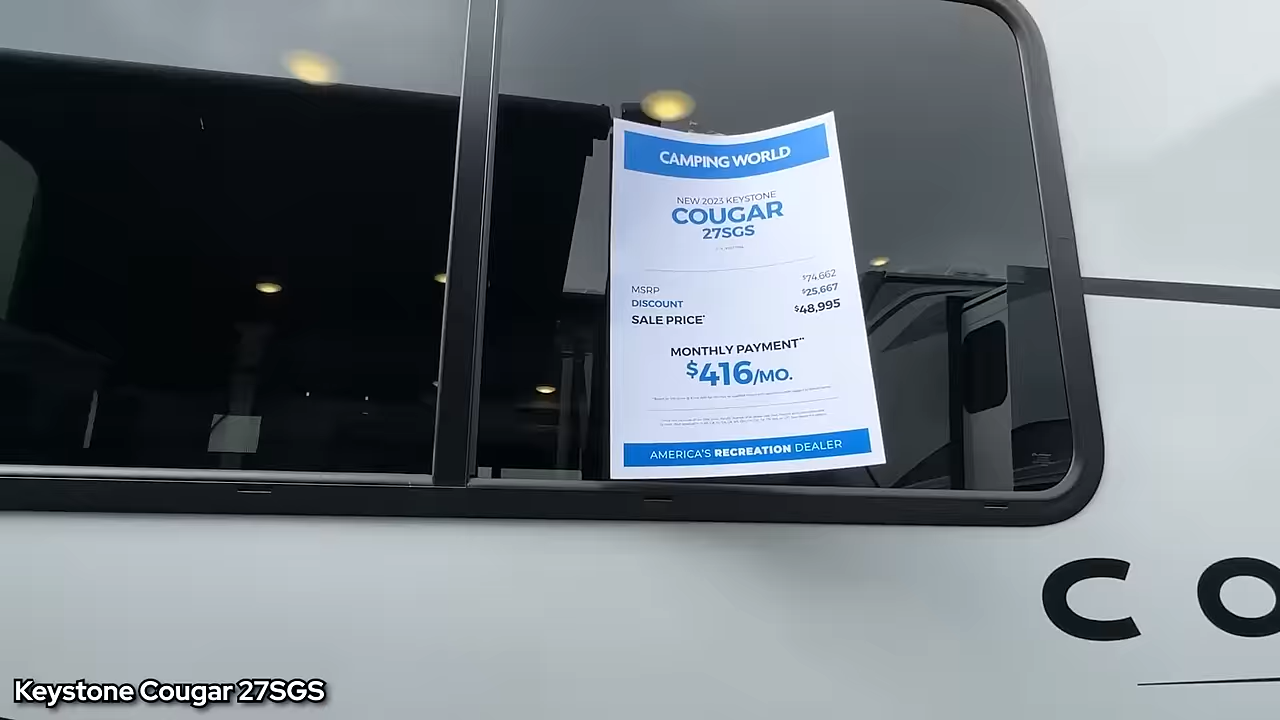 CAMPING WORLD
NEW 2023 KEYSTONE
COUGAR
27SGS
MSRP $74,662
DISCOUNT $25,667
SALE PRICE* $48,995
MONTHLY PAYMENT**
$416/MO.
AMERICA'S RECREATION DEALER
CO
Keystone Cougar 27SGS